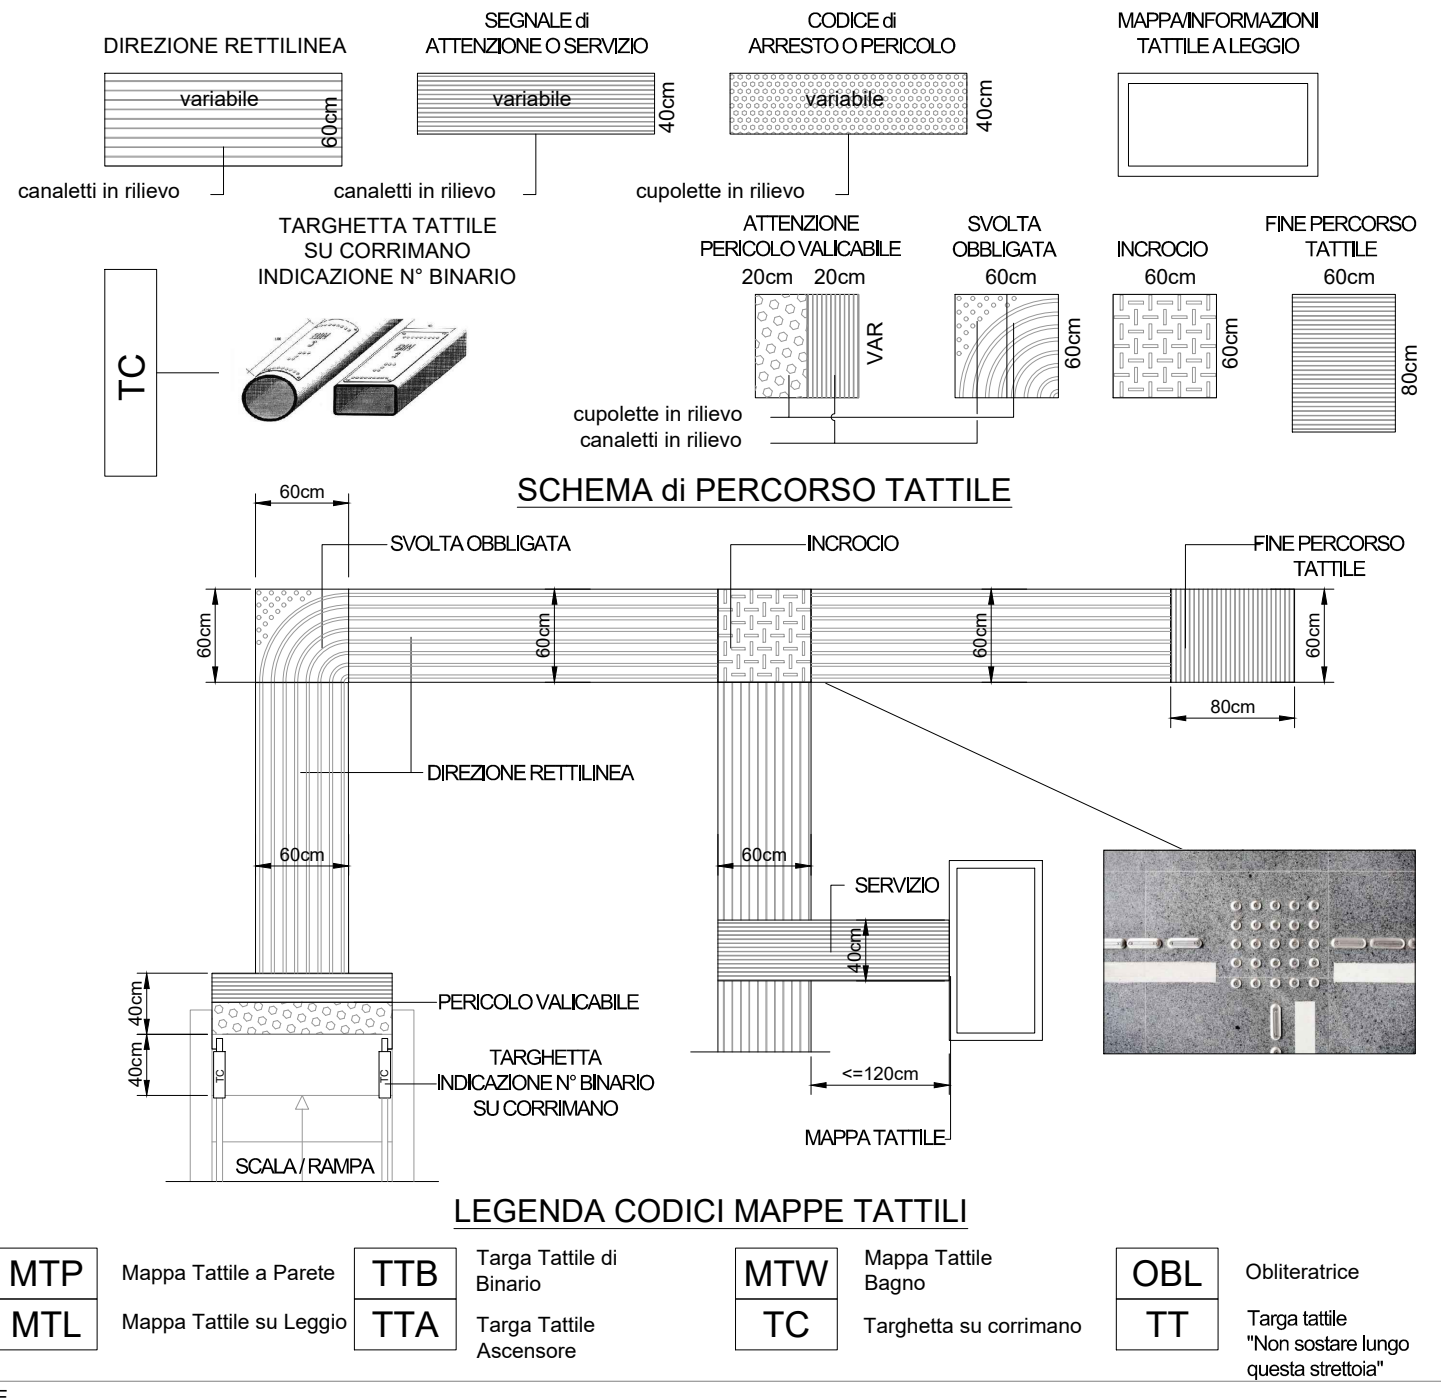 DIREZIONE RETTILINEA
SEGNALE di
ATTENZIONE O SERVIZIO
CODICE di
ARRESTO O PERICOLO
MAPPA/INFORMAZIONI
TATTILE A LEGGIO
variabile
60cm
variabile
40cm
variabile
40cm
canaletti in rilievo
canaletti in rilievo
cupolette in rilievo
TARGHETTA TATTILE
SU CORRIMANO
INDICAZIONE N° BINARIO
TC
ATTENZIONE
PERICOLO VALICABILE
20cm 20cm
VAR
SVOLTA
OBBLIGATA
60cm
60cm
INCROCIO
60cm
60cm
FINE PERCORSO
TATTILE
60cm
80cm
cupolette in rilievo
canaletti in rilievo
SCHEMA di PERCORSO TATTILE
60cm
SVOLTA OBBLIGATA
INCROCIO
FINE PERCORSO
TATTILE
60cm
60cm
60cm
60cm
80cm
DIREZIONE RETTILINEA
60cm
60cm
SERVIZIO
40cm
40cm
PERICOLO VALICABILE
40cm
TC
TC
TARGHETTA
INDICAZIONE N° BINARIO
SU CORRIMANO
<=120cm
MAPPA TATTILE
SCALA / RAMPA
LEGENDA CODICI MAPPE TATTILI
MTP
Mappa Tattile a Parete
TTB
Targa Tattile di
Binario
MTW
Mappa Tattile
Bagno
OBL
Obliteratrice
MTL
Mappa Tattile su Leggio
TTA
Targa Tattile
Ascensore
TC
Targhetta su corrimano
TT
Targa tattile
"Non sostare lungo
questa strettoia"